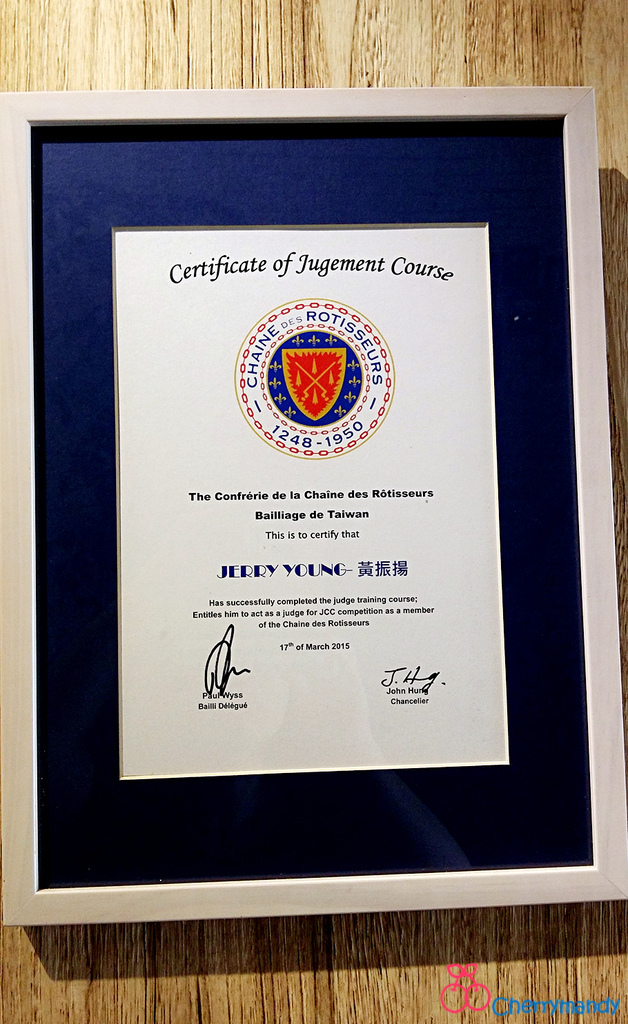 Certificate of Jugement Course
CHAINE DES ROTISSEURS
1248 - 1950
The Confrérie de la Chaîne des Rôtisseurs
Bailliage de Taiwan
This is to certify that
JERRY YOUNG- 黃振揚
Has successfully completed the judge training course;
Entitles him to act as a judge for JCC competition as a member
of the Chaine des Rotisseurs
17th of March 2015
J. Hung.
Paul Wyss
John Hung
Bailli Délégué
Chancelier
Cherrymandy